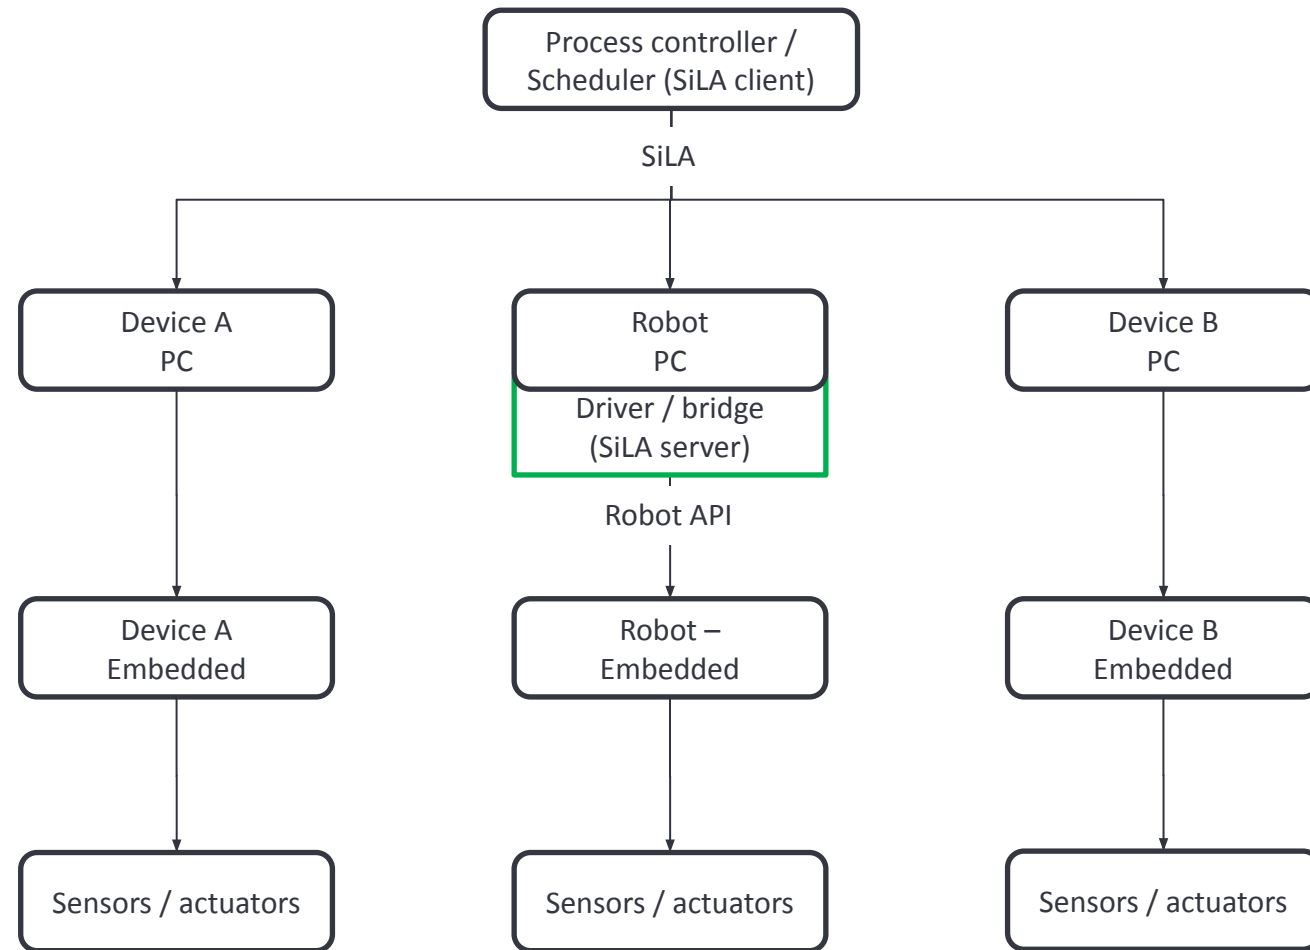 Process controller /
Scheduler (SiLA client)
SiLA
Device A
PC
Robot
PC
Device B
PC
Driver / bridge
(SiLA server)
Robot API
Device A
Embedded
Robot –
Embedded
Device B
Embedded
Sensors / actuators
Sensors / actuators
Sensors / actuators